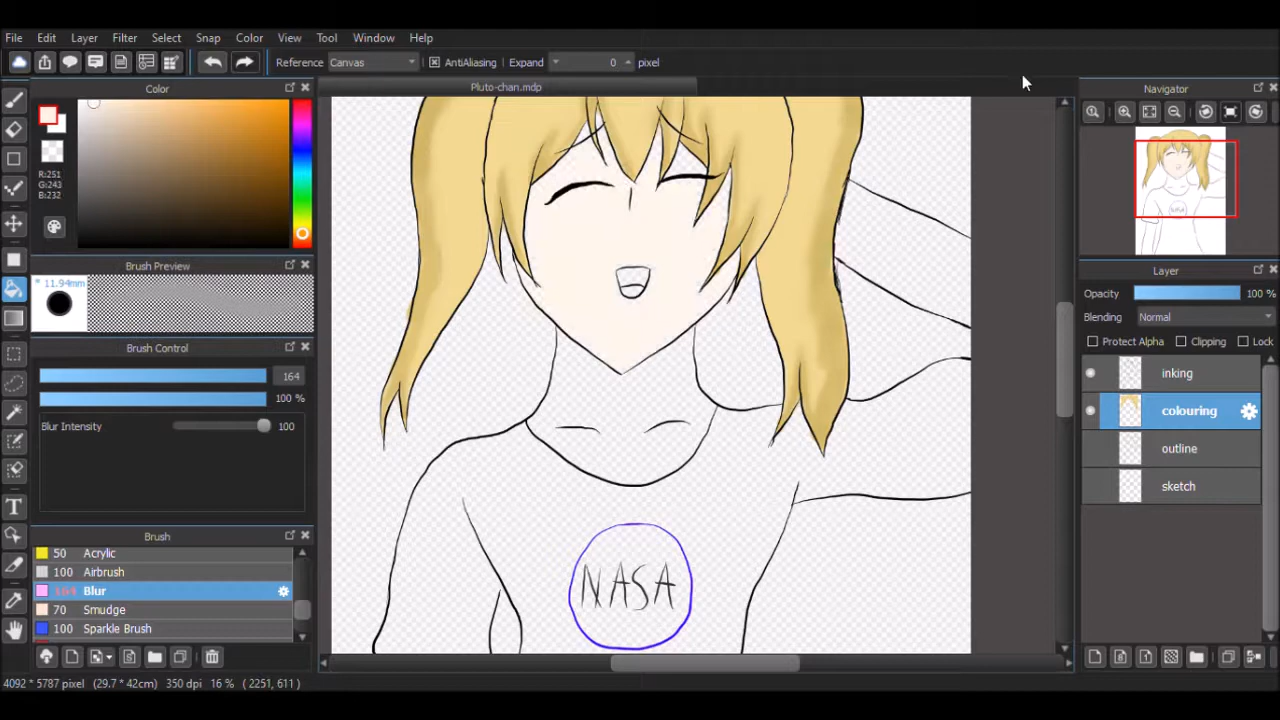 File Edit Layer Filter Select Snap Color View Tool Window Help
Reference Canvas AntiAliasing Expand 0 pixel
Color
Pluto-chan.mdp
Navigator
R:251
G:243
B:232
Brush Preview
* 11.94mm
Layer
Opacity 100 %
Blending Normal
Protect Alpha Clipping Lock
Brush Control
164
100 %
Blur Intensity 100
inking
colouring
outline
sketch
Brush
50 Acrylic
100 Airbrush
164 Blur
70 Smudge
100 Sparkle Brush
NASA
4092 * 5787 pixel (29.7 * 42cm) 350 dpi 16 % ( 2251, 611 )